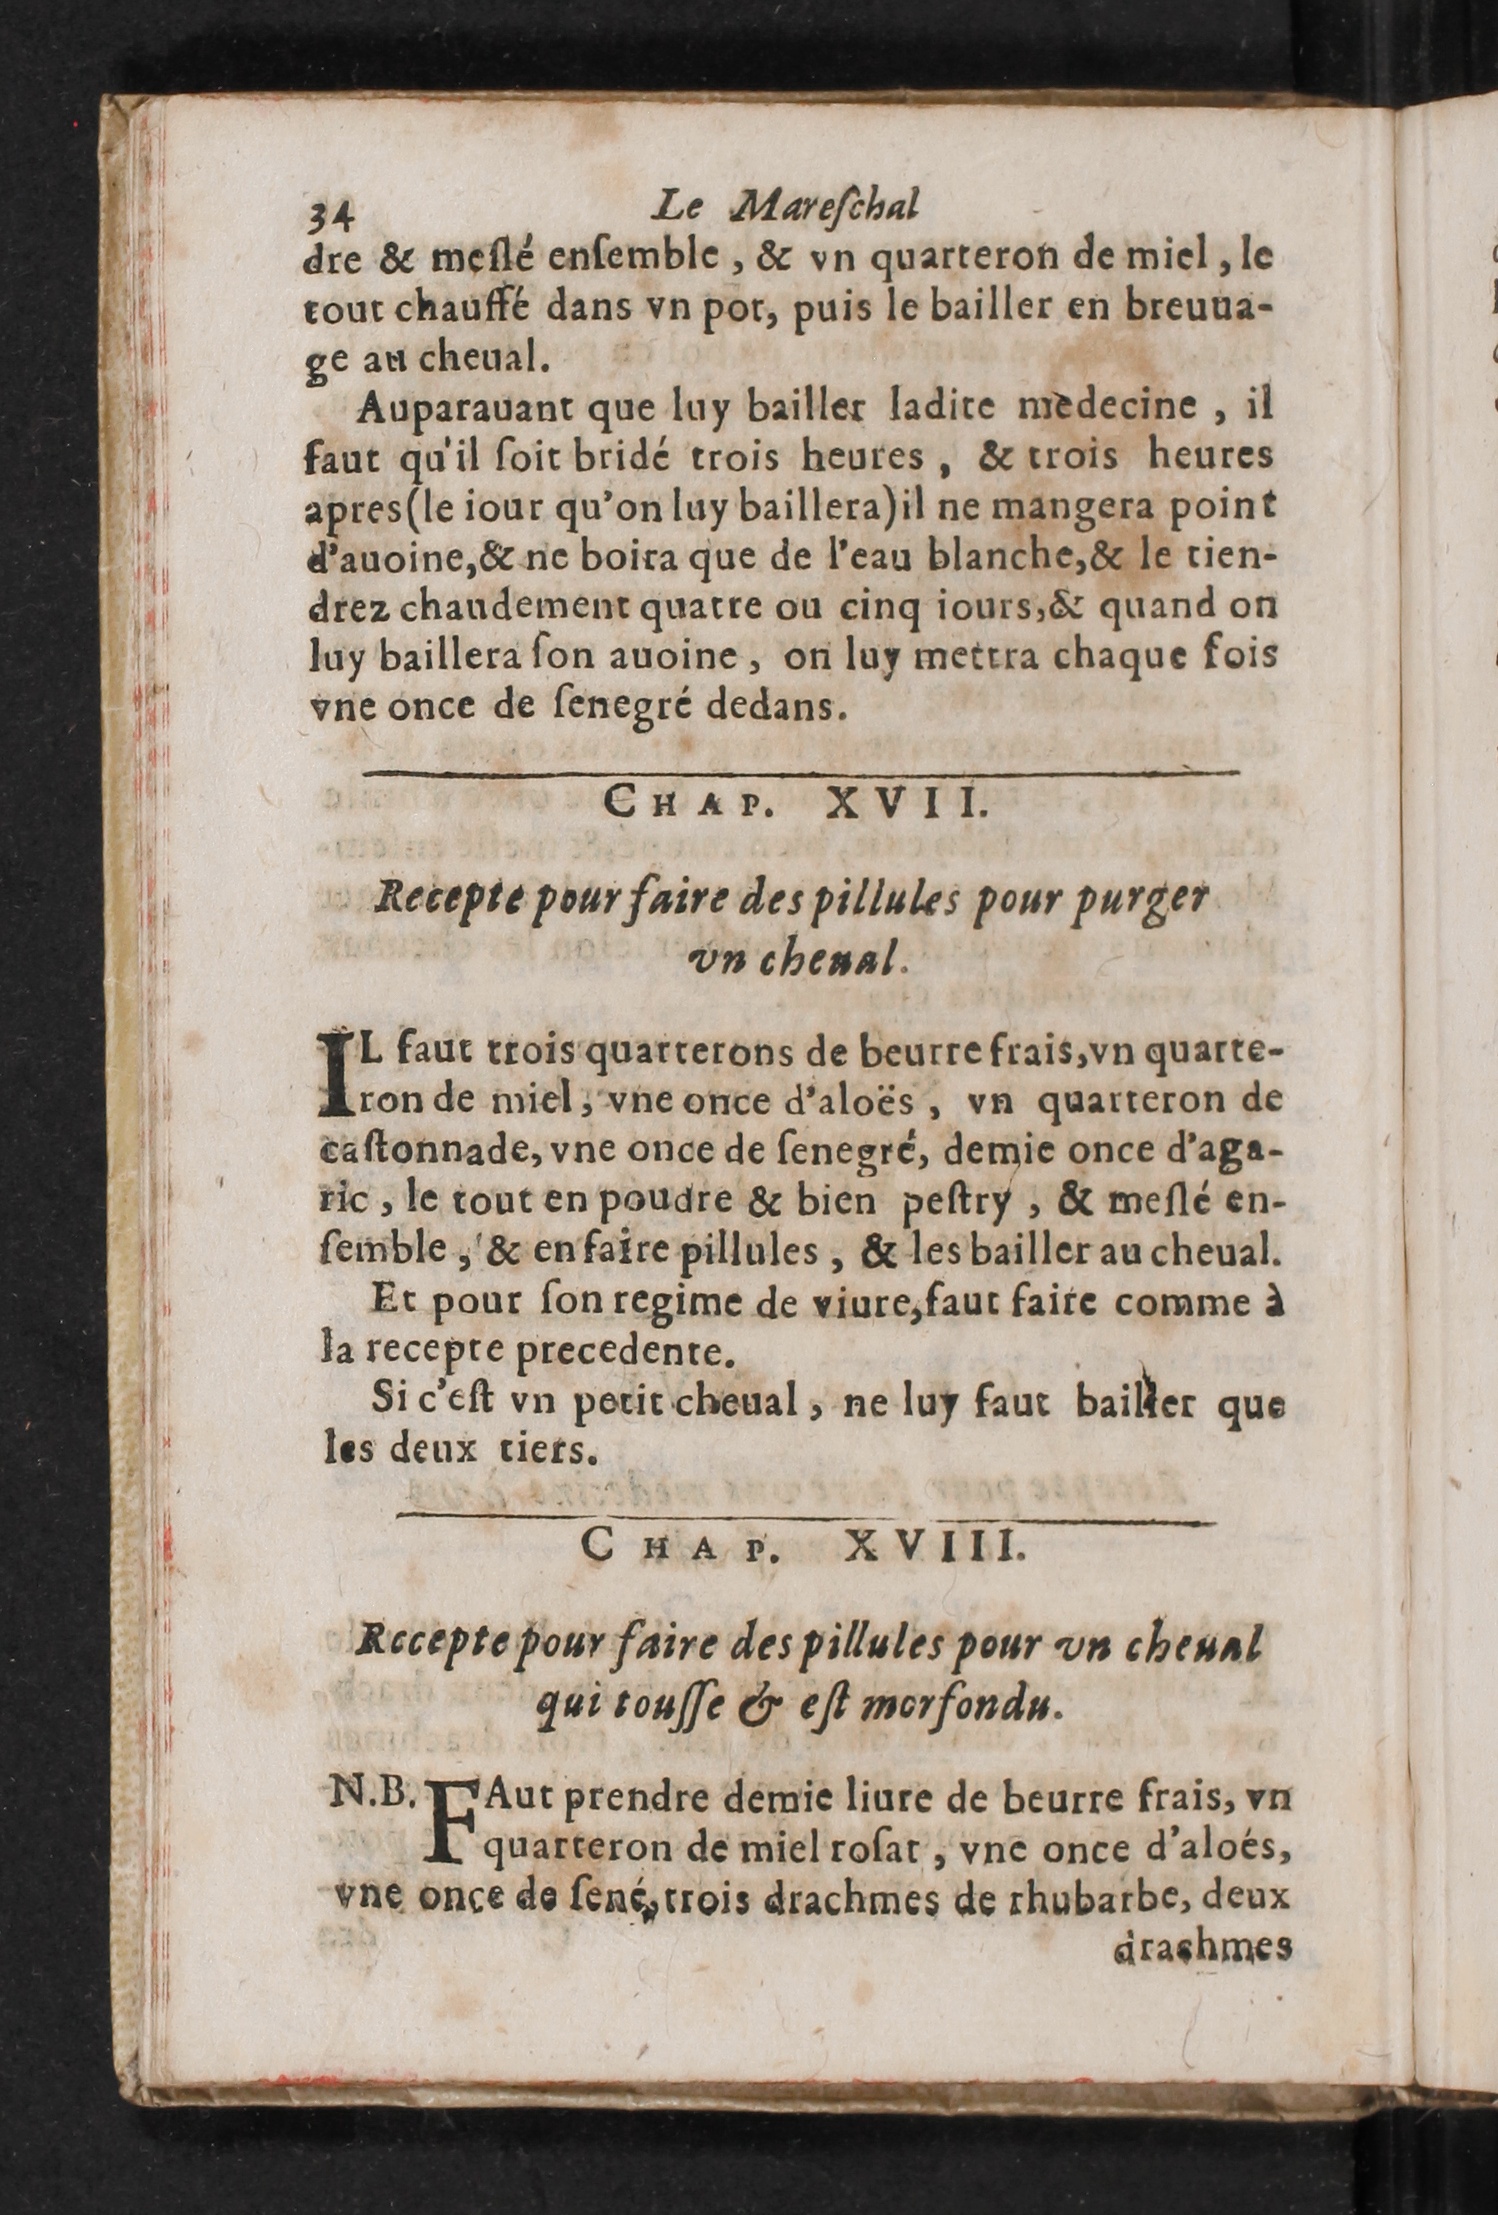 34 Le Mareſchal
dre & meſlé enſemble, & vn quarteron de miel, le
tout chauffé dans vn pot, puis le bailler en breuua-
ge au cheual.
Auparauant que luy bailler ladite medecine, il
faut qu'il ſoit bridé trois heures, & trois heures
apres (le iour qu'on luy baillera) il ne mangera point
d'auoine, & ne boira que de l'eau blanche, & le tien-
drez chaudement quatre ou cinq iours, & quand on
luy baillera ſon auoine, on luy mettra chaque fois
vne once de ſenegré dedans.
CHAP. XVII.
Recepte pour faire des pillules pour purger
vn cheual.
IL faut trois quarterons de beurre frais, vn quarte-
ron de miel, vne once d'aloës, vn quarteron de
caſtonnade, vne once de ſenegré, demie once d'aga-
ric, le tout en poudre & bien peſtry, & meſlé en-
ſemble, & en faire pillules, & les bailler au cheual.
Et pour ſon regime de viure, faut faire comme à
la recepte precedente.
Si c'eſt vn petit cheual, ne luy faut bailler que
les deux tiers.
CHAP. XVIII.
Recepte pour faire des pillules pour vn cheual
qui touſſe & eſt morfondu.
N.B. FAut prendre demie liure de beurre frais, vn
quarteron de miel roſat, vne once d'aloés,
vne once de ſené, trois drachmes de rhubarbe, deux
drachmes